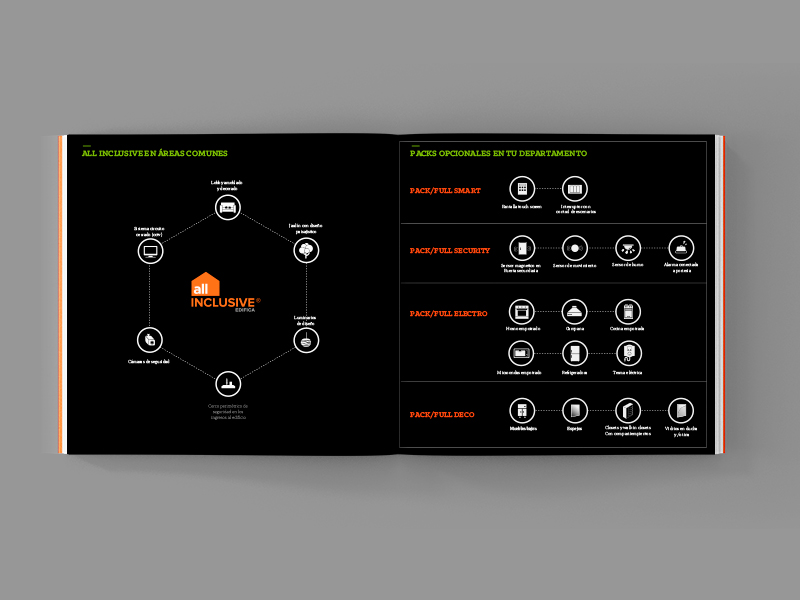 ALL INCLUSIVE EN ÁREAS COMUNES
Lobby amoblado
y decorado
Sistema circuito
cerrado (cctv)
Jardín con diseño
paisajístico
all
INCLUSIVE®
EDIFICA
Luminarias
de diseño
Cámaras de seguridad
Cerco perimétrico de
seguridad en los
ingresos al edificio
PACKS OPCIONALES EN TU DEPARTAMENTO
PACK/FULL SMART
Pantalla touch screen
Interruptor con
control de escenarios
PACK/FULL SECURITY
Sensor magnético en
Puerta secundaria
Sensor de movimiento
Sensor de humo
Alarma conectada
a portería
PACK/FULL ELECTRO
Horno empotrado
Campana
Cocina empotrada
Microondas empotrado
Refrigeradora
Terma eléctrica
PACK/FULL DECO
Muebles bajos
Espejos
Closets y walk in closets
Con compartimientos
Vidrios en ducha
y/o tina